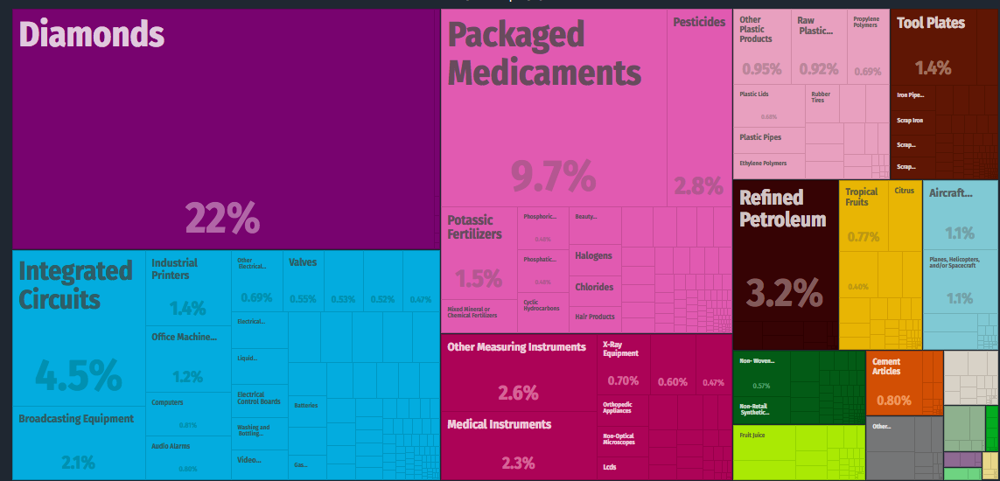 Diamonds
22%
Integrated
Circuits
4.5%
Broadcasting Equipment
2.1%
Industrial
Printers
1.4%
Office Machine...
1.2%
Computers
0.81%
Audio Alarms
Other
Electrical...
0.69%
Electrical...
Liquid...
Electrical
Control Boards
Washing and
Bottling...
Video...
Valves
0.55%
0.53%
0.52%
0.47%
Batteries
Gas...
Packaged
Medicaments
9.7%
Pesticides
2.8%
Potassic
Fertilizers
1.5%
Mixed Mineral or
Chemical Fertilizers
Phosphoric...
Phosphatic...
Cyclic
Hydrocarbons
Beauty...
Halogens
Chlorides
Hair Products
Other Measuring Instruments
2.6%
Medical Instruments
2.3%
X-Ray
Equipment
0.70%
0.60%
0.47%
Orthopedic
Appliances
Non-Optical
Microscopes
Lcds
Other
Plastic
Products
0.95%
Raw
Plastic...
0.92%
Propylene
Polymers
0.69%
Plastic Lids
Rubber
Tires
Plastic Pipes
Ethylene Polymers
Tool Plates
1.4%
Iron Pipe...
Scrap Iron
Scrap...
Scrap...
Refined
Petroleum
3.2%
Tropical
Fruits
0.77%
Citrus
0.40%
Aircraft...
1.1%
Planes, Helicopters,
and/or Spacecraft
1.1%
Non- Woven...
0.57%
Non-Retail
Synthetic...
Fruit Juice
Cement
Articles
0.80%
Other...